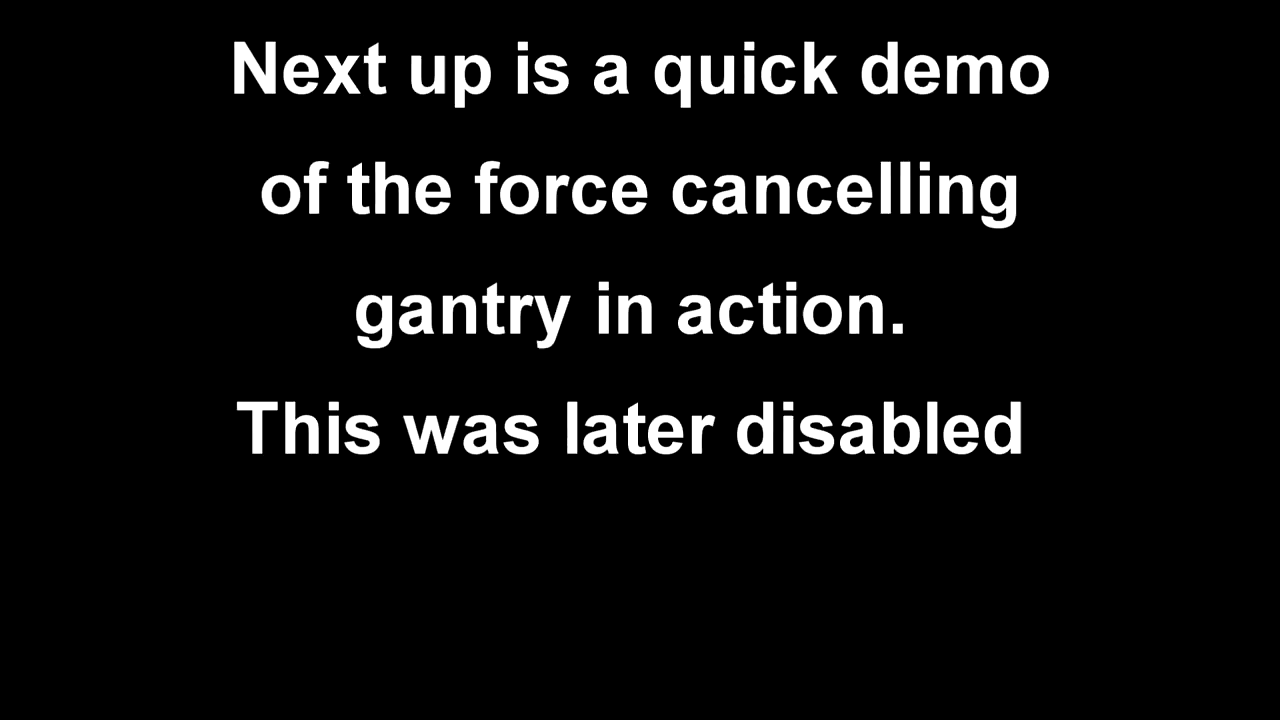 Next up is a quick demo
of the force cancelling
gantry in action.
This was later disabled